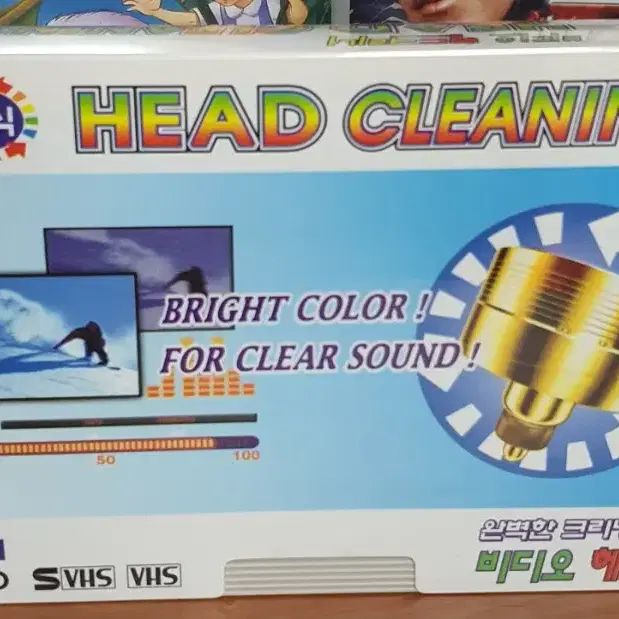 HEAD CLEANIN
BRIGHT COLOR !
FOR CLEAR SOUND !
50
100
완벽한 크리
비디오 헤
SVHS VHS